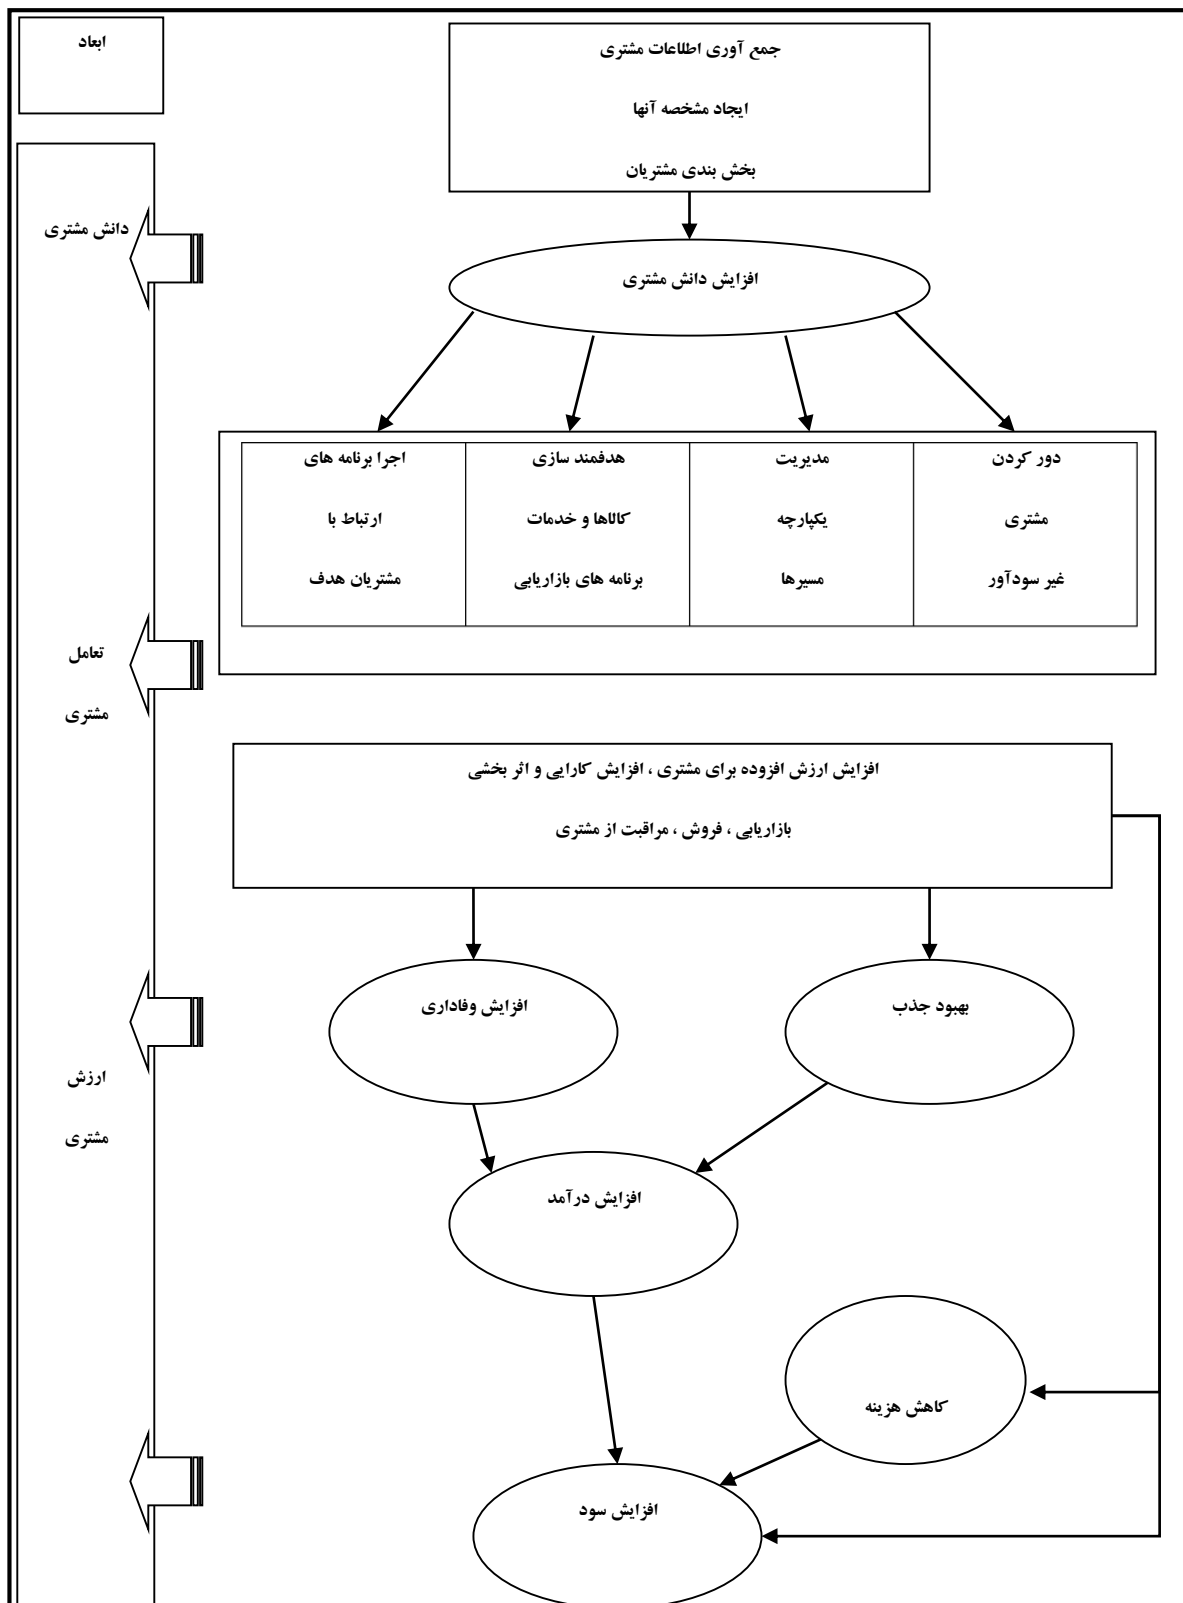 ابعاد
جمع آوری اطلاعات مشتری
ایجاد مشخصه آنها
بخش بندی مشتریان
دانش مشتری
افزایش دانش مشتری
دور کردن
مشتری
غیر سودآور
مدیریت
یکپارچه
مسیرها
هدفمند سازی
کالاها و خدمات
برنامه های بازاریابی
اجرا برنامه های
ارتباط با
مشتریان هدف
تعامل
مشتری
افزایش ارزش افزوده برای مشتری ، افزایش کارایی و اثر بخشی
بازاریابی ، فروش ، مراقبت از مشتری
بهبود جذب
افزایش وفاداری
ارزش
مشتری
افزایش درآمد
کاهش هزینه
افزایش سود